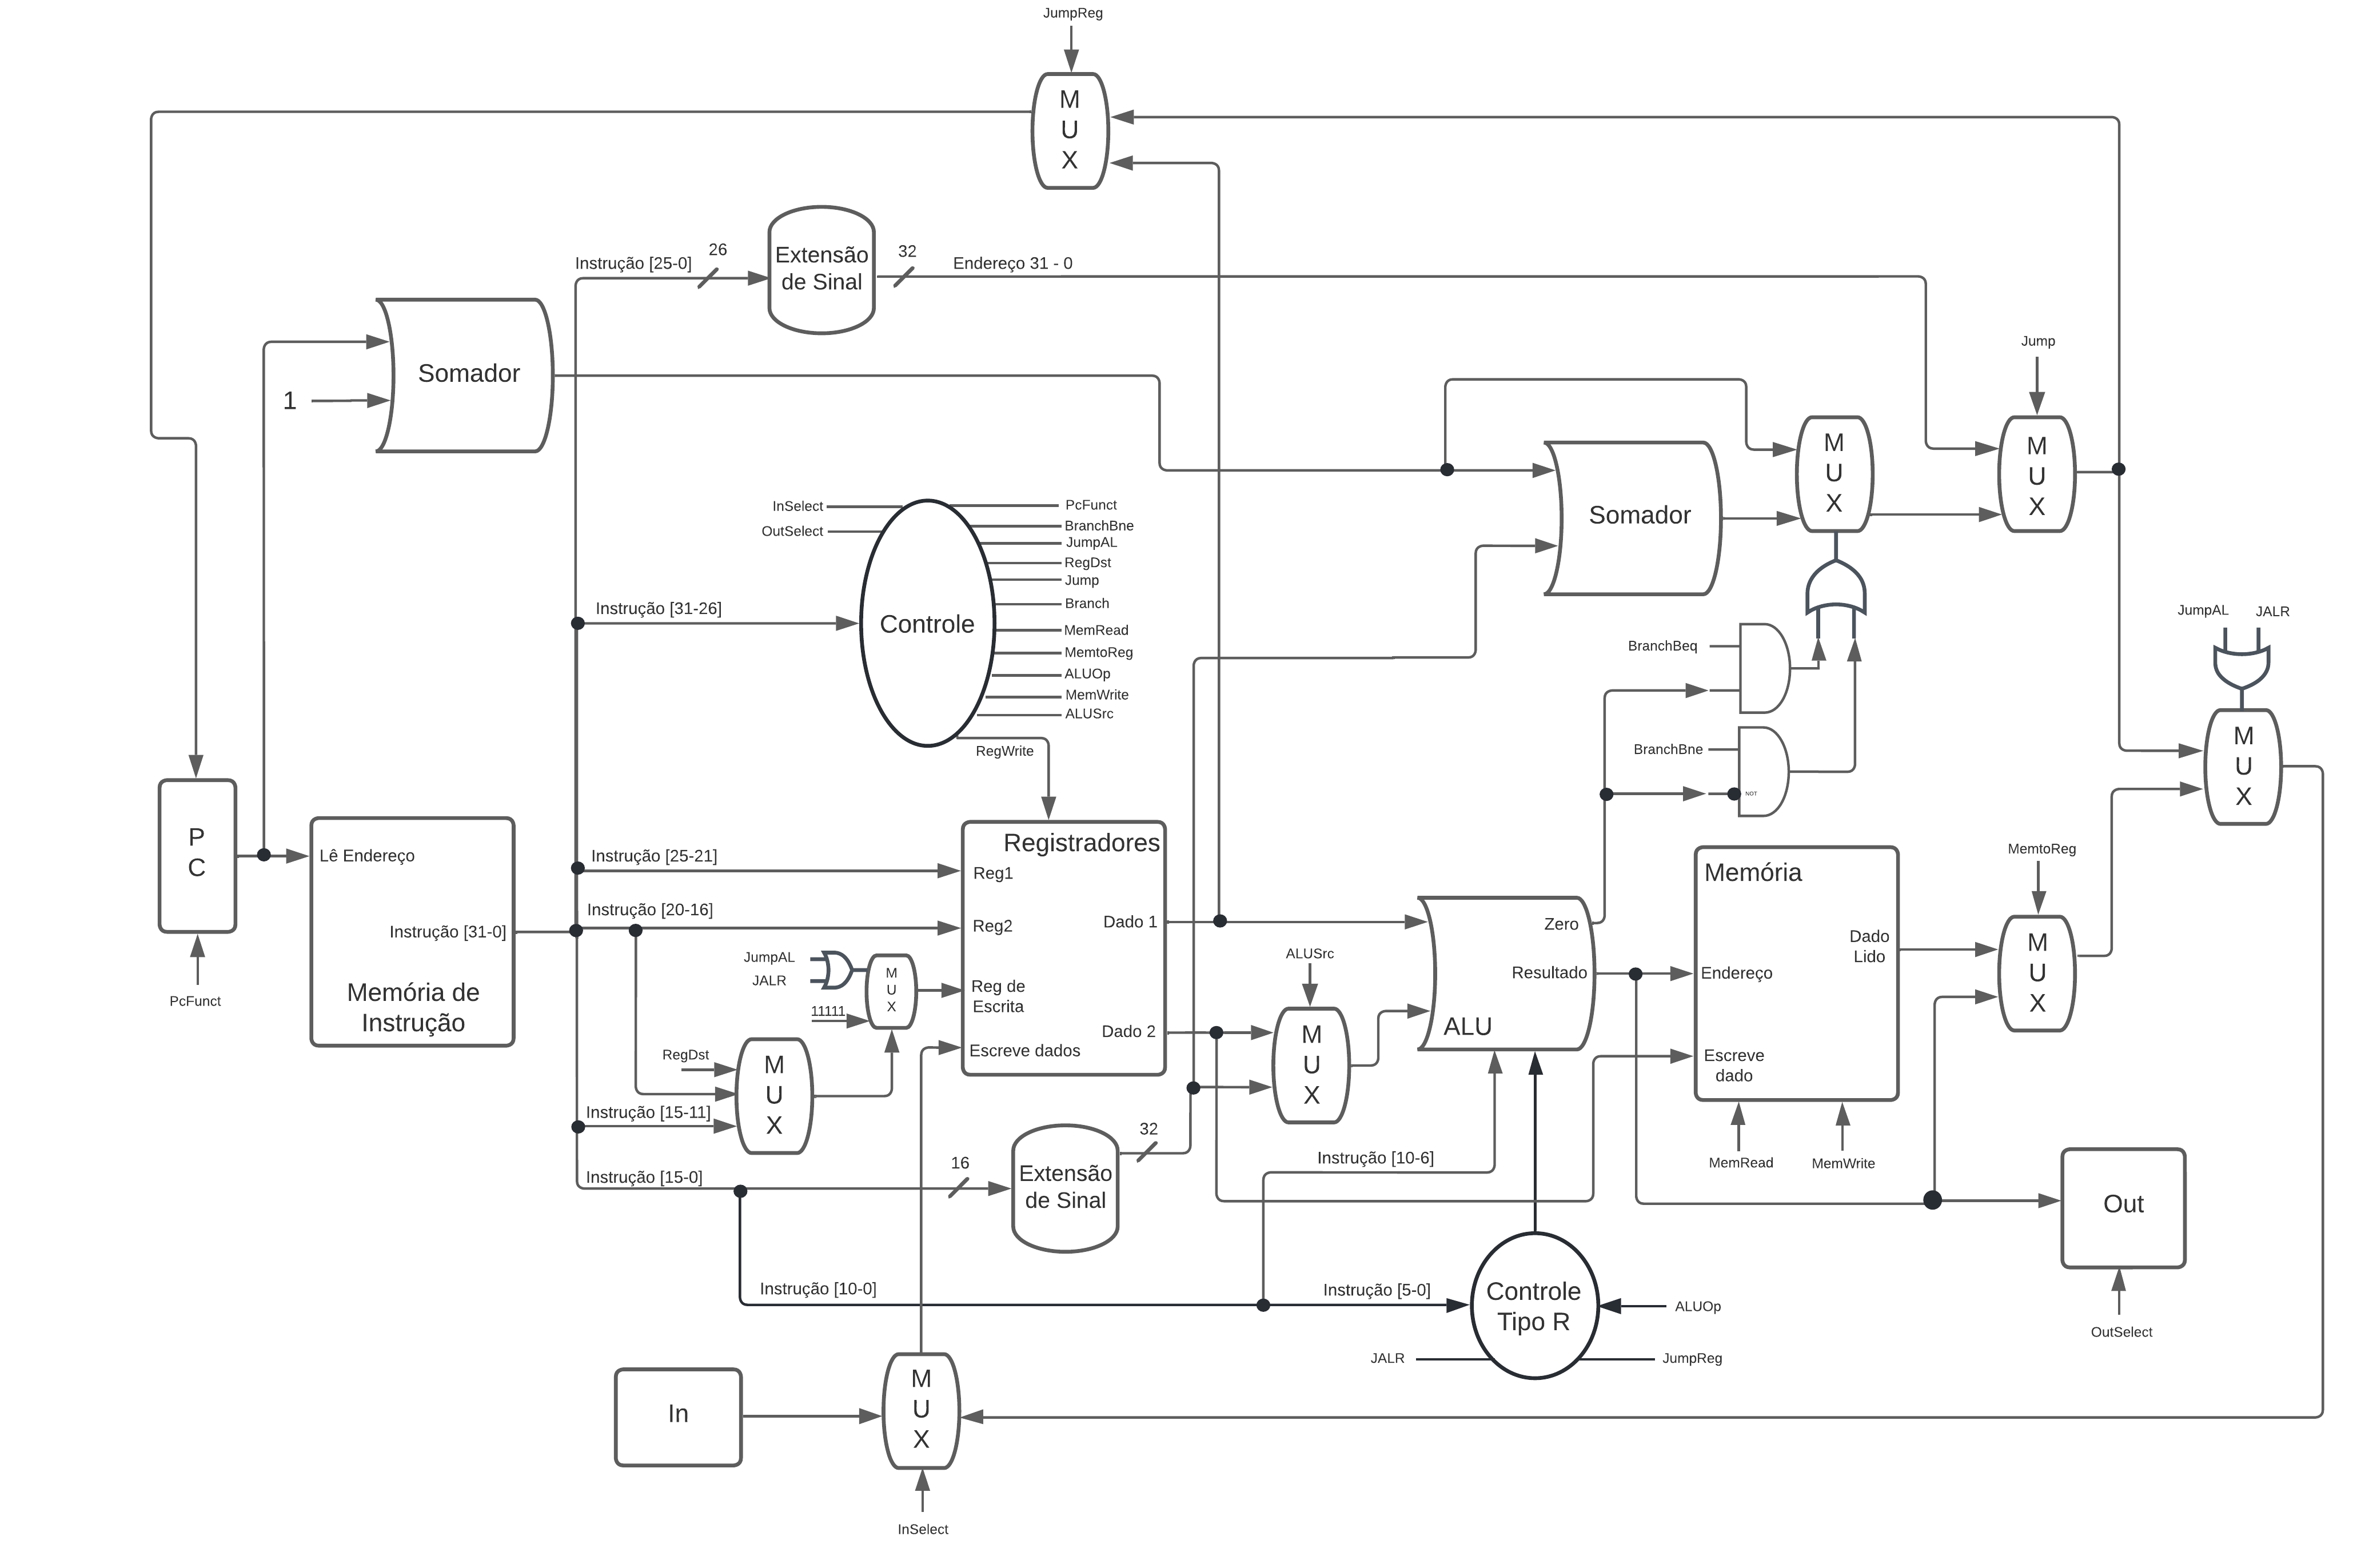 JumpReg
M
U
X
Instrução [25-0]
26
Extensão
de Sinal
32
Endereço 31 - 0
Somador
1
Jump
M
U
X
M
U
X
Somador
InSelect
OutSelect
Controle
PcFunct
BranchBne
JumpAL
RegDst
Jump
Branch
MemRead
MemtoReg
ALUOp
MemWrite
ALUSrc
RegWrite
Instrução [31-26]
BranchBeq
BranchBne
NOT
JumpAL
JALR
M
U
X
P
C
PcFunct
Lê Endereço
Instrução [31-0]
Memória de
Instrução
Instrução [25-21]
Instrução [20-16]
Registradores
Reg1
Reg2
Reg de
Escrita
Escreve dados
Dado 1
Dado 2
JumpAL
JALR
11111
M
U
X
RegDst
M
U
X
Instrução [15-11]
Instrução [15-0]
16
Extensão
de Sinal
32
ALUSrc
M
U
X
Zero
Resultado
ALU
Memória
Endereço
Dado
Lido
Escreve
dado
MemRead
MemWrite
MemtoReg
M
U
X
Instrução [10-6]
Out
OutSelect
Instrução [10-0]
Instrução [5-0]
Controle
Tipo R
ALUOp
JALR
JumpReg
In
M
U
X
InSelect